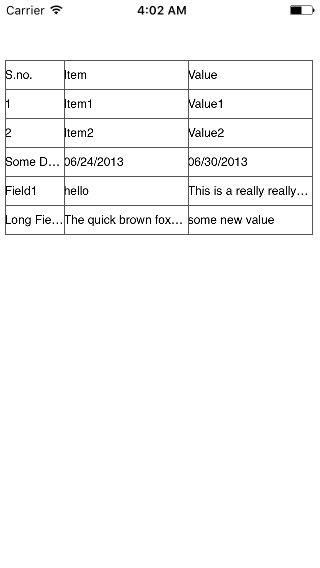 Carrier 4:02 AM
S.no. Item Value
1 Item1 Value1
2 Item2 Value2
Some D... 06/24/2013 06/30/2013
Field1 hello This is a really really...
Long Fie... The quick brown fox... some new value